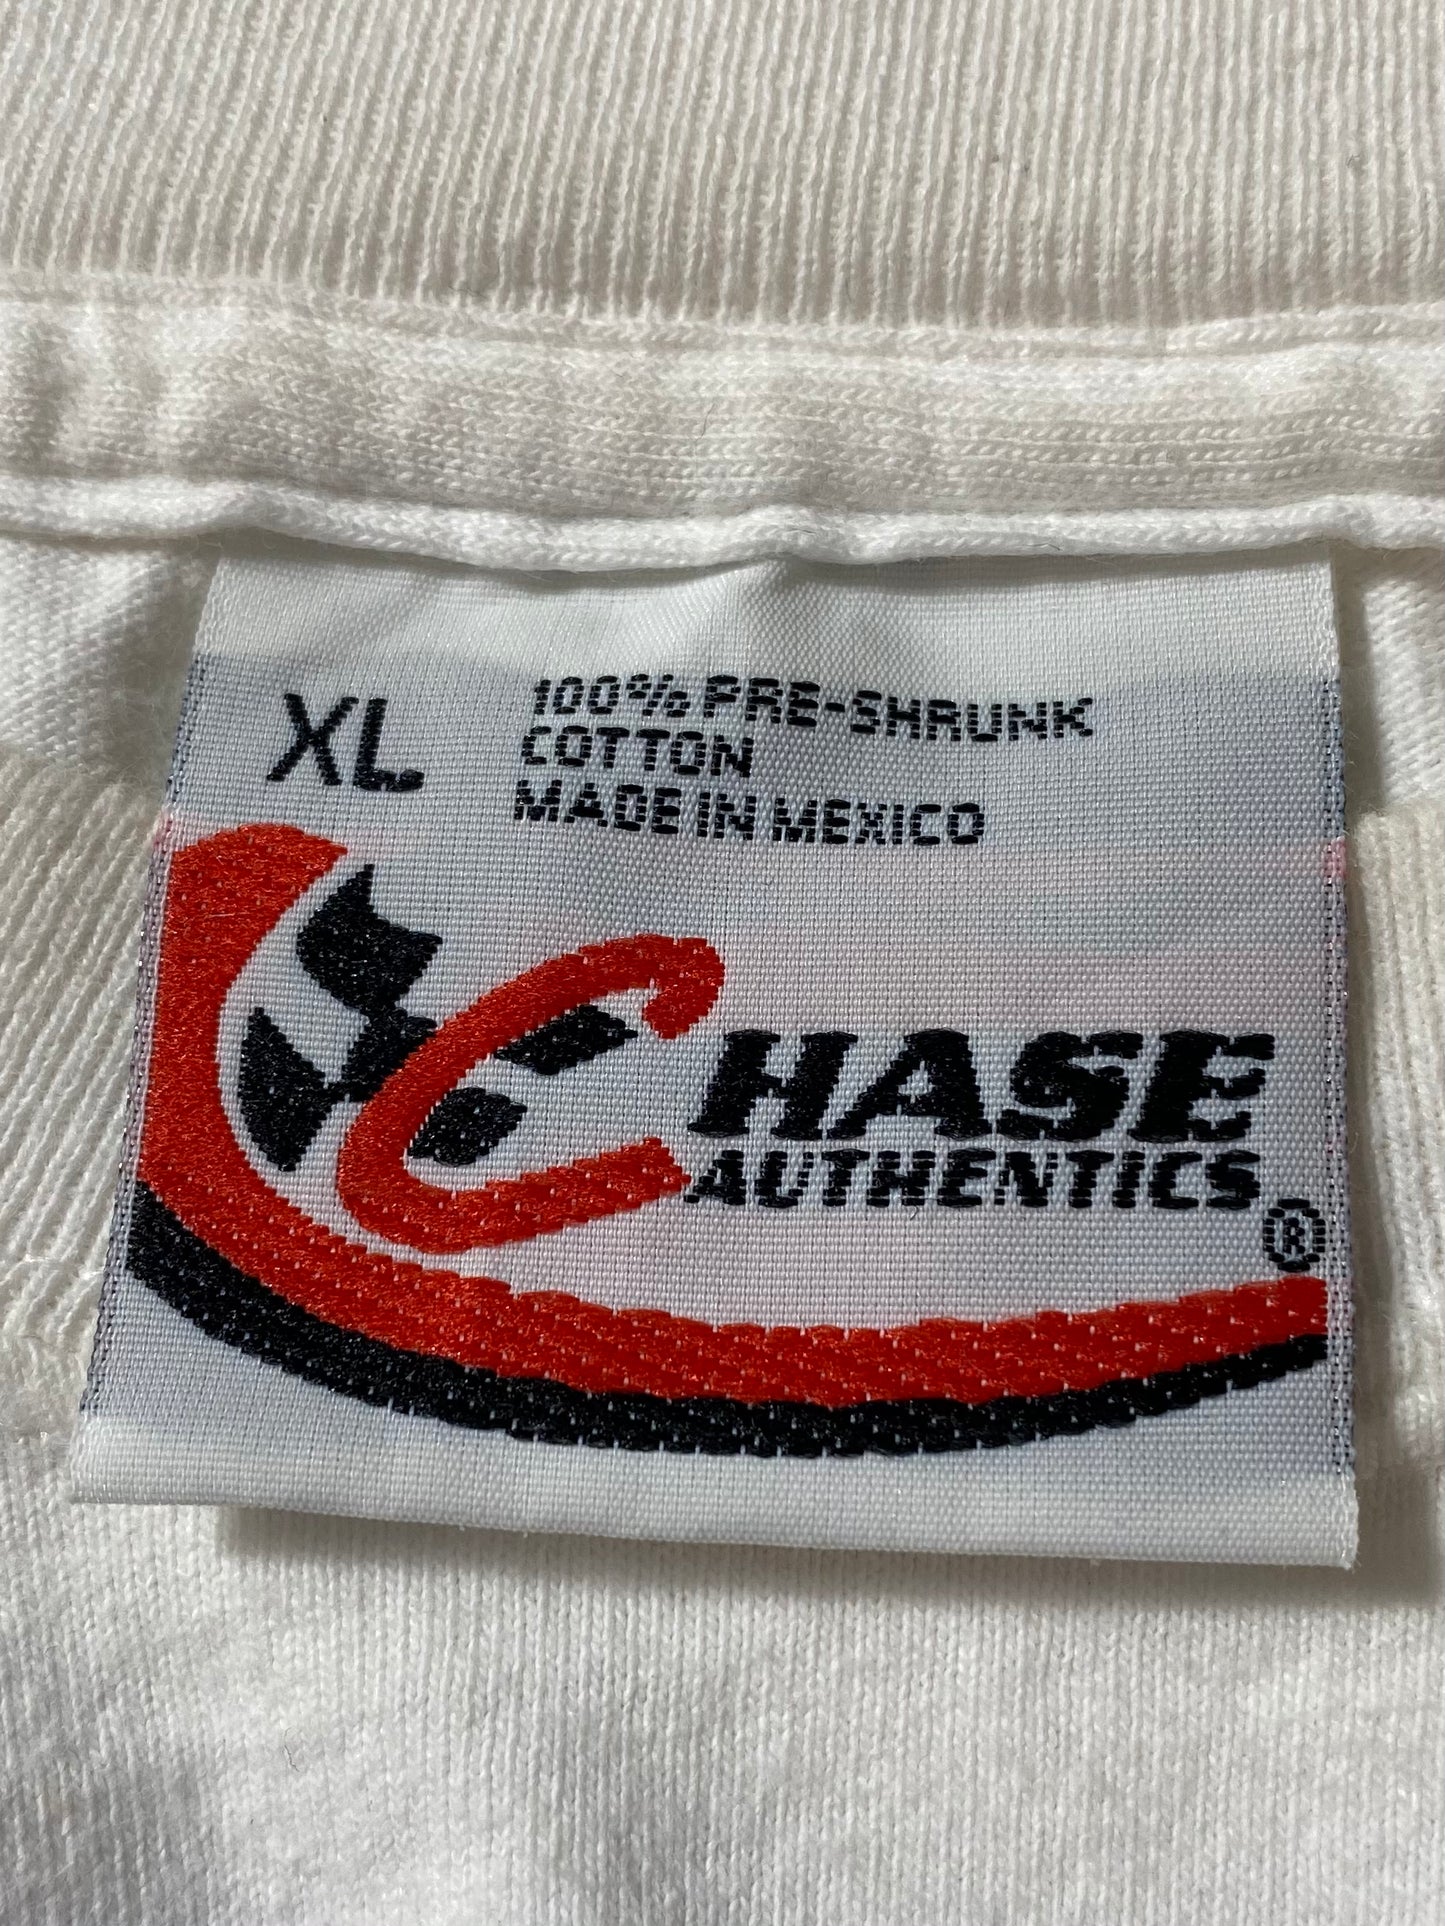 XL
100% PRE-SHRUNK
COTTON
MADE IN MEXICO
CHASE
AUTHENTICS®